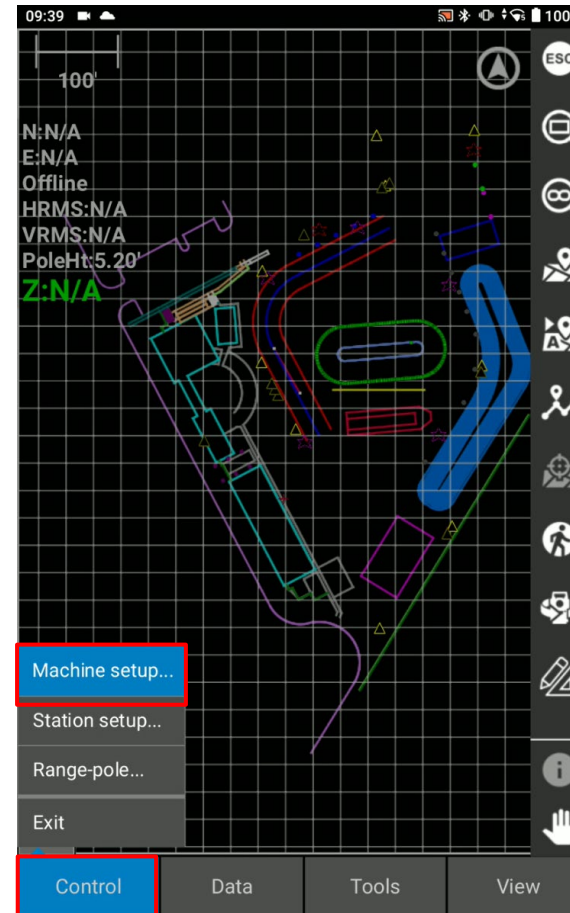 09:39
100
ESC
100'
N:N/A
E:N/A
Offline
HRMS:N/A
VRMS:N/A
PoleHt:5.20'
Z:N/A
A
Machine setup...
Station setup...
Range-pole...
i
Exit
Control Data Tools View